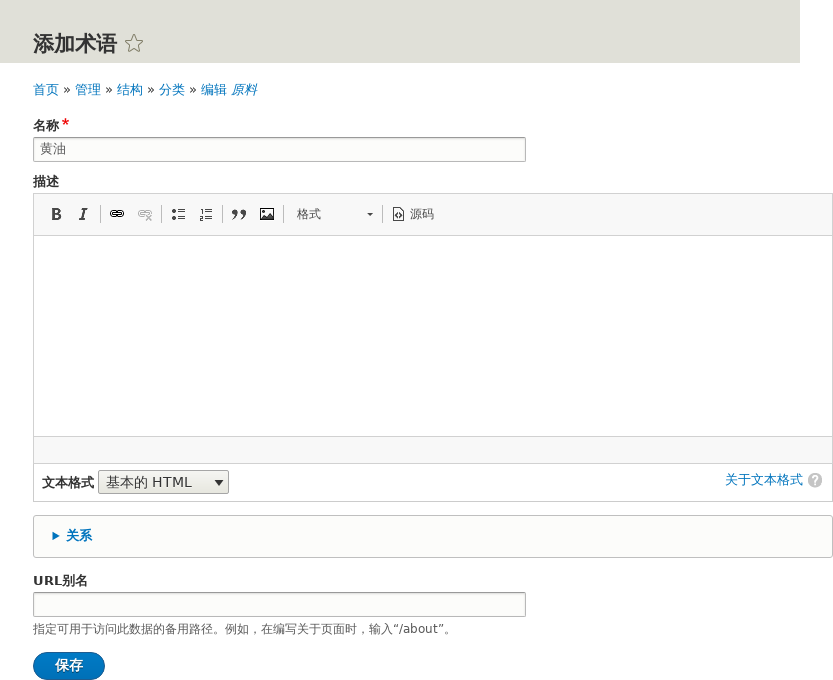 添加术语
首页 » 管理 » 结构 » 分类 » 编辑 原料
名称*
黄油
描述
B I 格式 源码
文本格式 基本的 HTML 关于文本格式 ?
关系
URL别名
指定可用于访问此数据的备用路径。例如，在编写关于页面时，输入“/about”。
保存